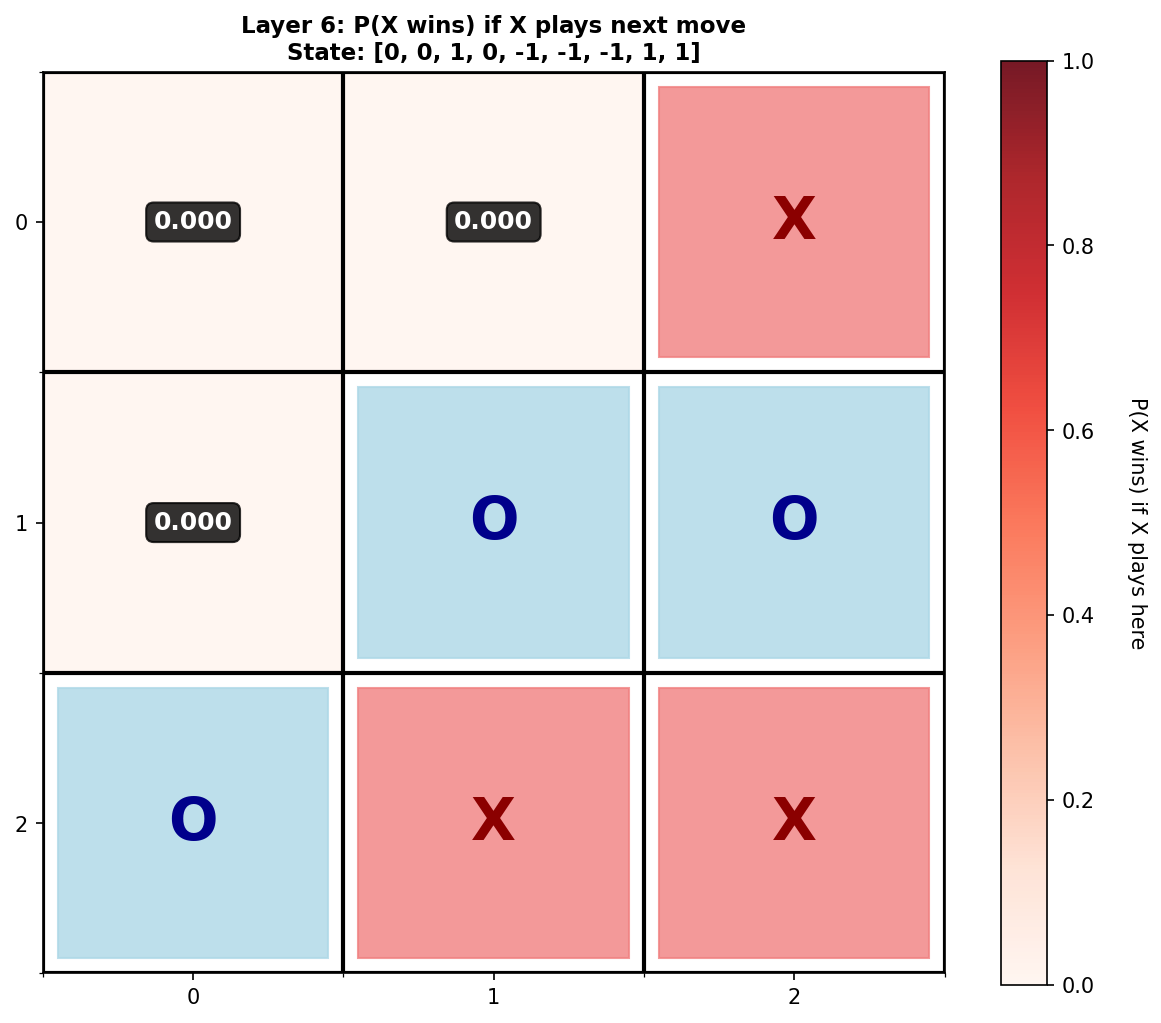 Layer 6: P(X wins) if X plays next move
State: [0, 0, 1, 0, -1, -1, -1, 1, 1]
0
0.000
0.000
X
1
0.000
O
O
2
O
X
X
0
1
2
1.0
0.8
0.6
0.4
0.2
0.0
P(X wins) if X plays here